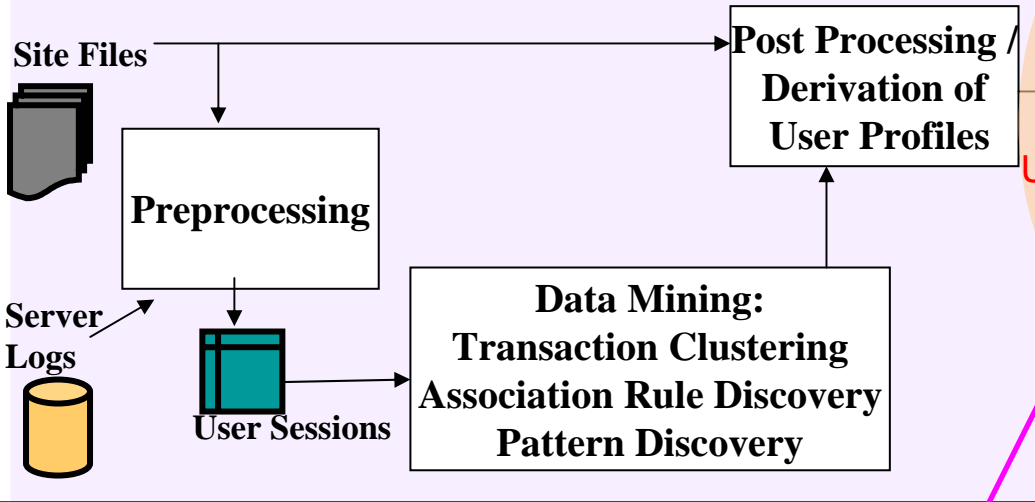 Site Files
Post Processing /
Derivation of
User Profiles
Preprocessing
Server
Logs
User Sessions
Data Mining:
Transaction Clustering
Association Rule Discovery
Pattern Discovery